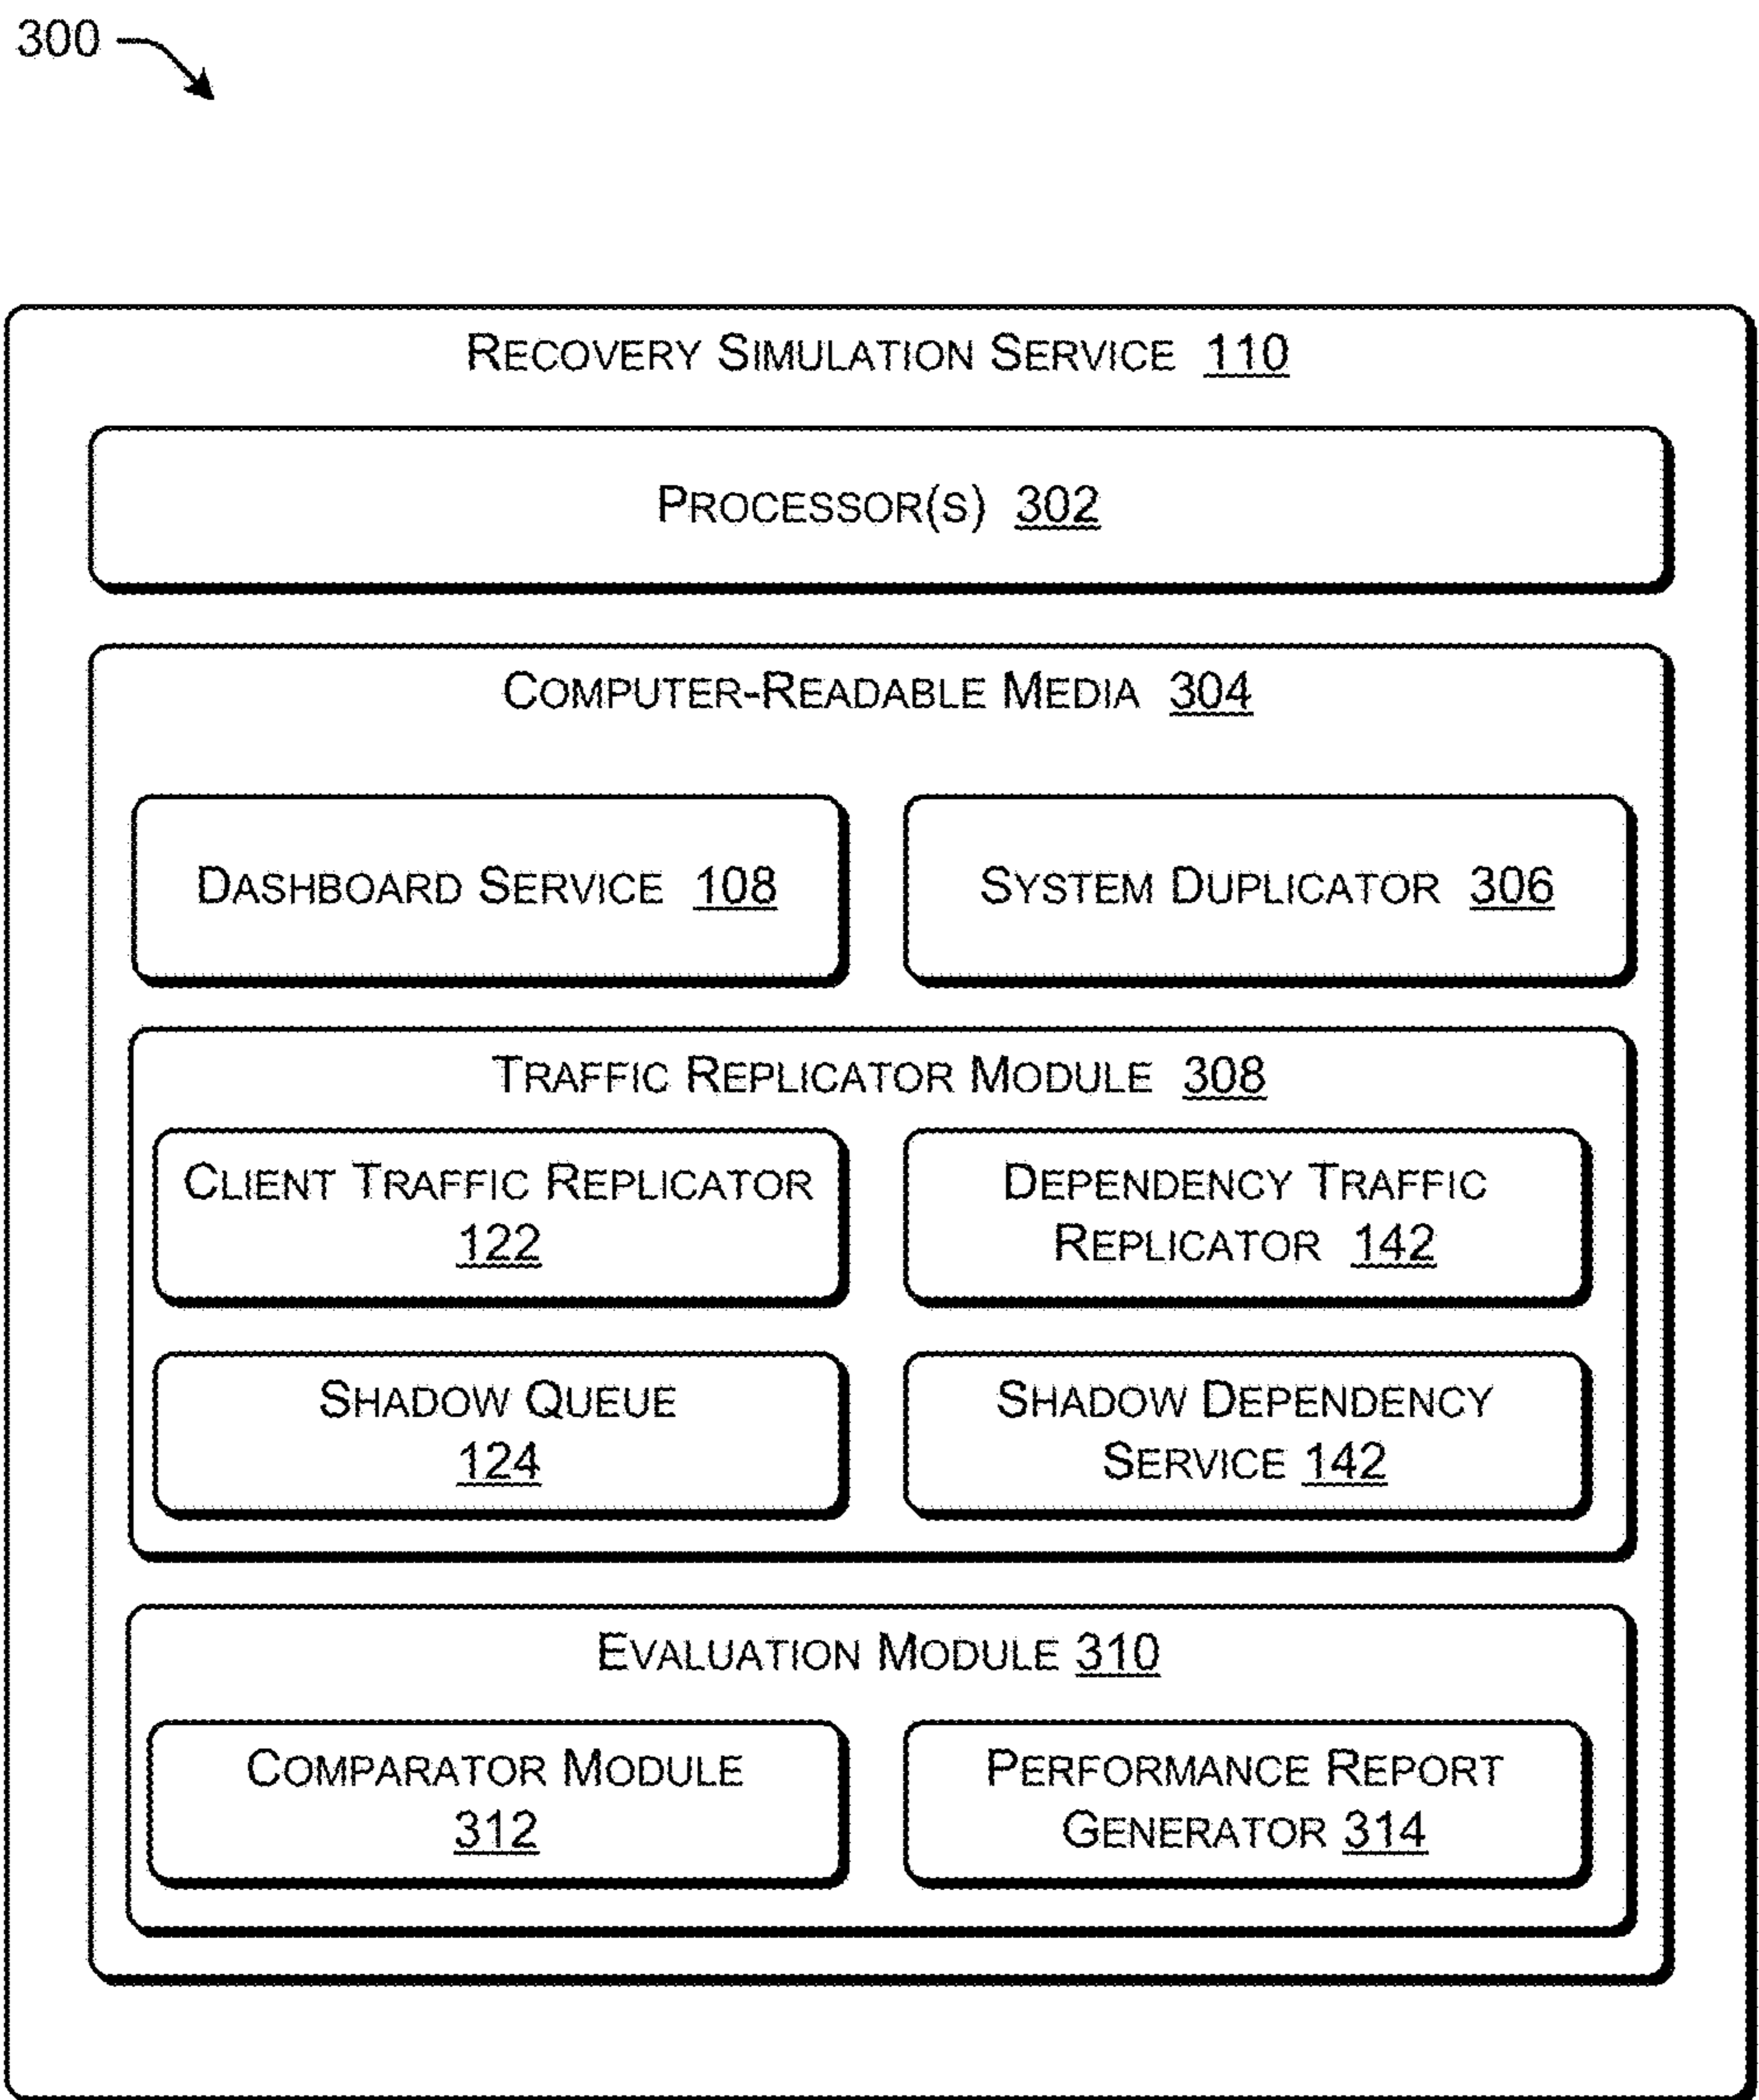 300
RECOVERY SIMULATION SERVICE 110
PROCESSOR(S) 302
COMPUTER-READABLE MEDIA 304
DASHBOARD SERVICE 108
SYSTEM DUPLICATOR 306
TRAFFIC REPLICATOR MODULE 308
CLIENT TRAFFIC REPLICATOR
122
DEPENDENCY TRAFFIC
REPLICATOR 142
SHADOW QUEUE
124
SHADOW DEPENDENCY
SERVICE 142
EVALUATION MODULE 310
COMPARATOR MODULE
312
PERFORMANCE REPORT
GENERATOR 314